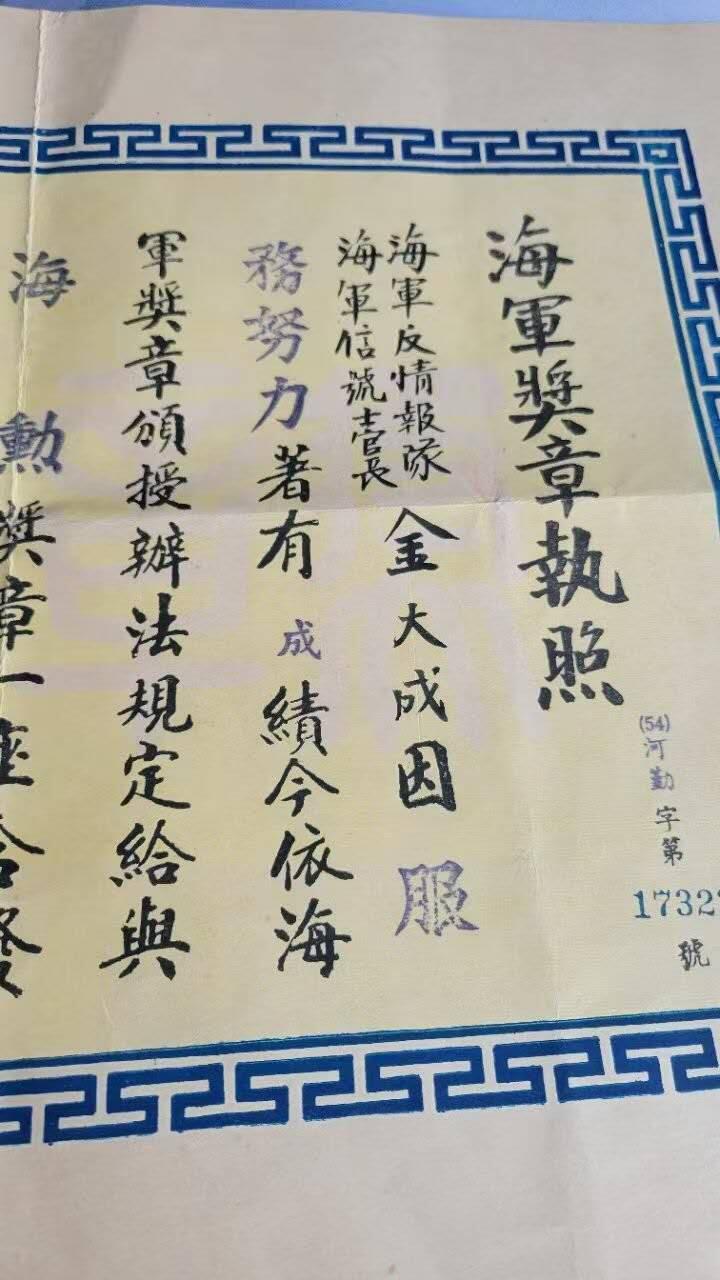 (54)河勤字第1732號
海軍獎章執照
海軍反情報隊
海軍信號士官長
金大成因服
務努力著有成績今依海
軍獎章頒授辦法規定給與
海勳獎章一座合發